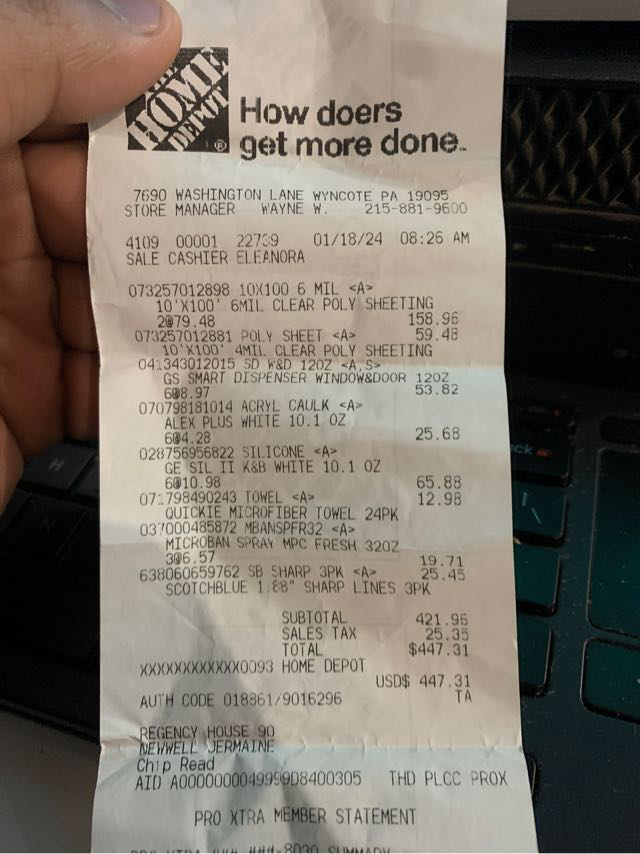 THE HOME DEPOT ®
How doers
get more done™
7690 WASHINGTON LANE WYNCOTE PA 19095
STORE MANAGER WAYNE W. 215-881-9600
4109 00001 22739 01/18/24 08:26 AM
SALE CASHIER ELEANORA
073257012898 10X100 6 MIL <A>
10'X100' 6MIL CLEAR POLY SHEETING
2@79.48 158.96
073257012881 POLY SHEET <A> 59.48
10'X100' 4MIL CLEAR POLY SHEETING
041343012015 SD W&D 12OZ <A,S>
GS SMART DISPENSER WINDOW&DOOR 12OZ
6@8.97 53.82
070798181014 ACRYL CAULK <A>
ALEX PLUS WHITE 10.1 OZ
6@4.28 25.68
028756956822 SILICONE <A>
GE SIL II K&B WHITE 10.1 OZ
6@10.98 65.88
071798490243 TOWEL <A> 12.98
QUICKIE MICROFIBER TOWEL 24PK
037000485872 MBANSPFR32 <A>
MICROBAN SPRAY MPC FRESH 32OZ
3@6.57 19.71
638060659762 SB SHARP 3PK <A> 25.45
SCOTCHBLUE 1.88" SHARP LINES 3PK
SUBTOTAL 421.96
SALES TAX 25.35
TOTAL $447.31
XXXXXXXXXXXX0093 HOME DEPOT
USD$ 447.31
AUTH CODE 018861/9016296 TA
REGENCY HOUSE 90
NEWWELL JERMAINE
Chip Read
AID A0000000049999D8400305 THD PLCC PROX
PRO XTRA MEMBER STATEMENT
PRO XTRA ###-###-8030 SUMMARY